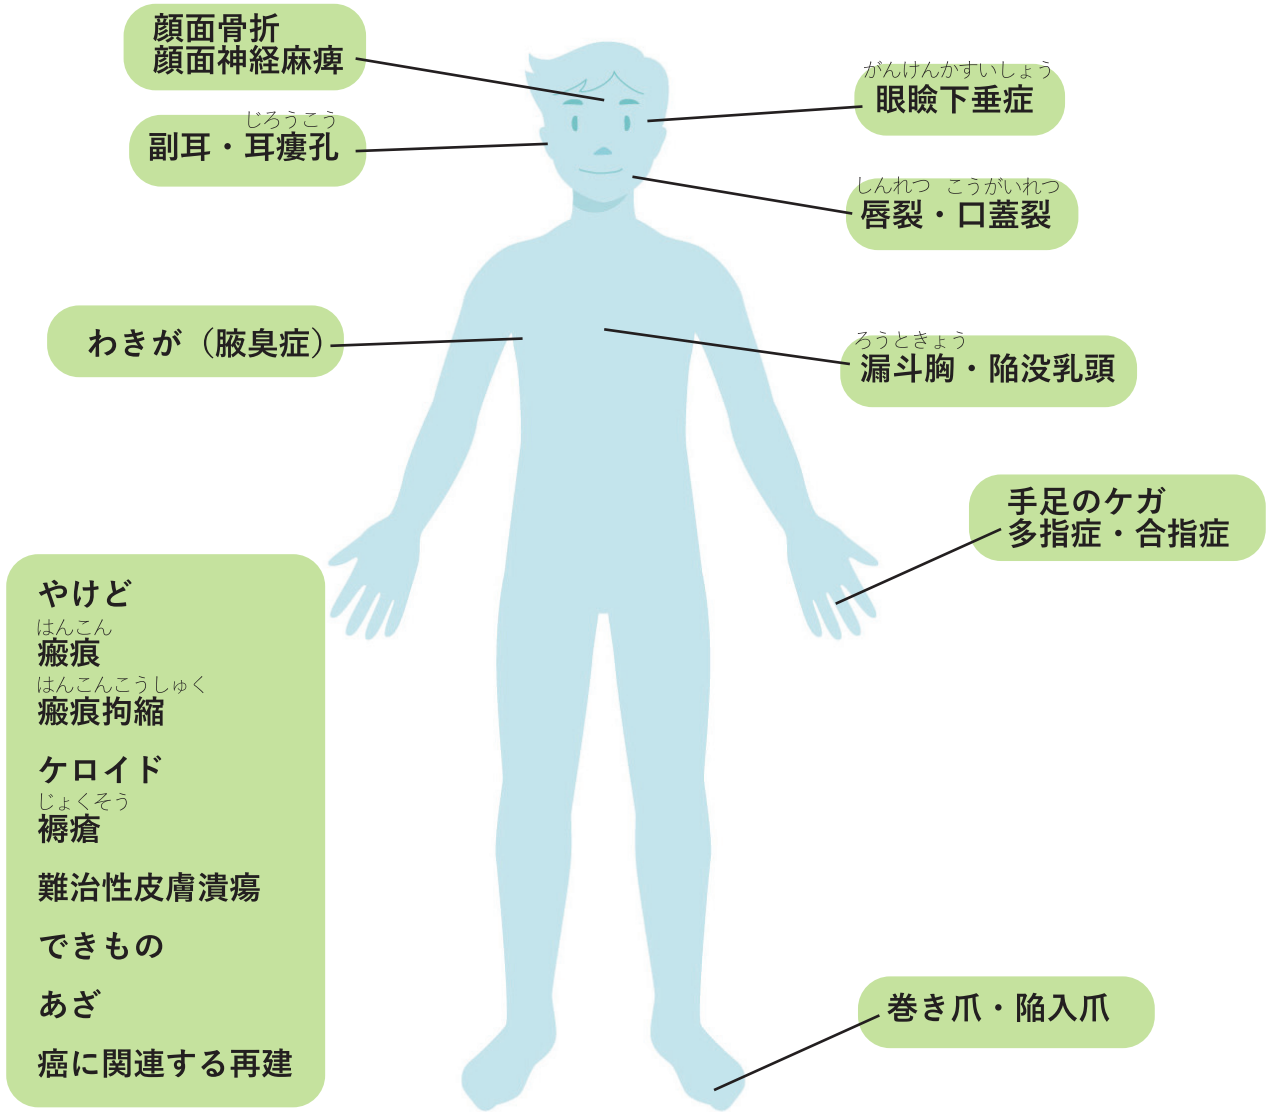 顔面骨折
顔面神経麻痺
じろうこう
副耳・耳瘻孔
がんけんかすいしょう
眼瞼下垂症
しんれつ　こうがいれつ
唇裂・口蓋裂
わきが（腋臭症）
ろうときょう
漏斗胸・陥没乳頭
手足のケガ
多指症・合指症
やけど
はんこん
瘢痕
はんこんこうしゅく
瘢痕拘縮
ケロイド
じょくそう
褥瘡
難治性皮膚潰瘍
できもの
あざ
癌に関連する再建
巻き爪・陥入爪